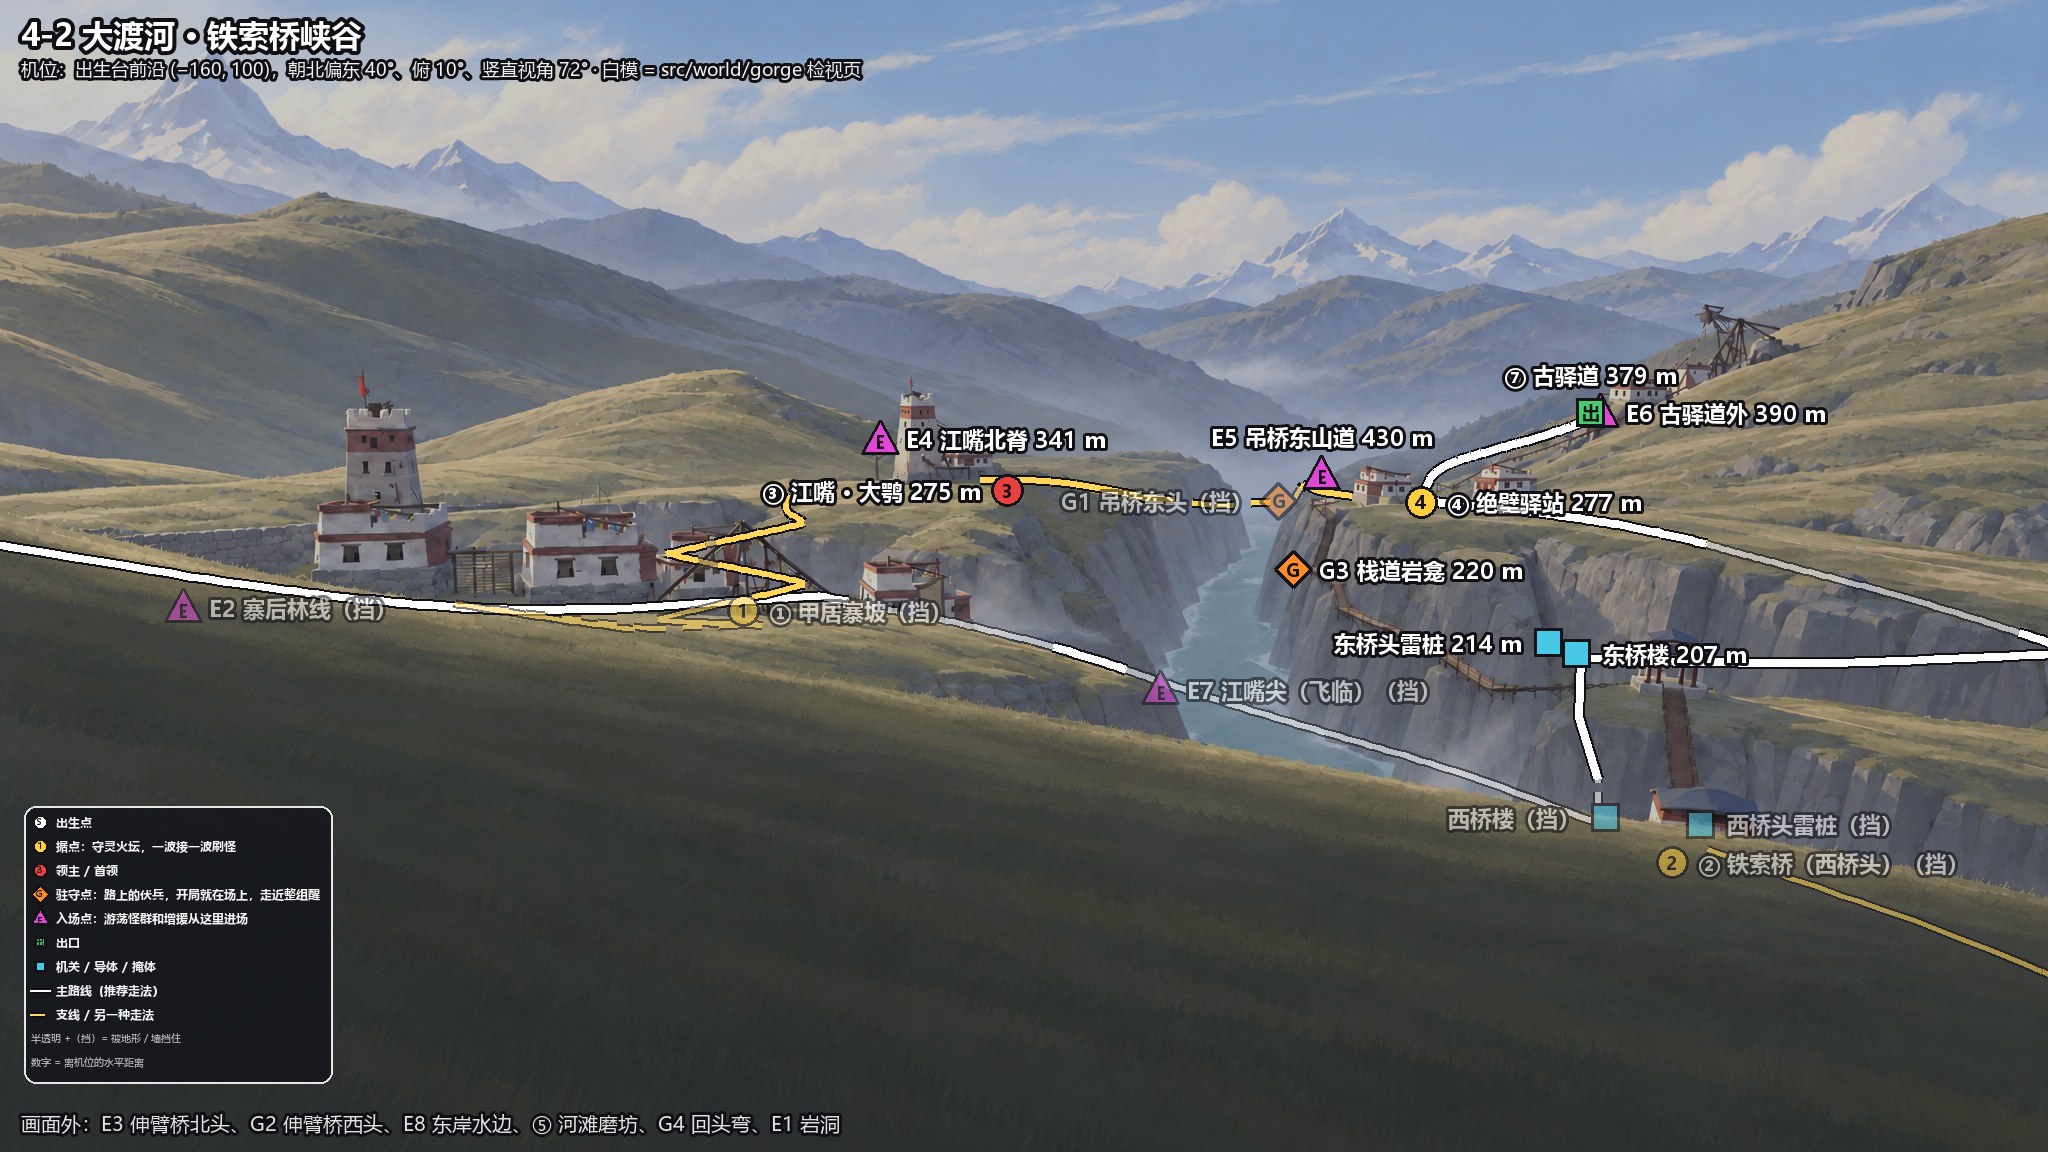 4-2 大渡河·铁索桥峡谷
机位：出生台前沿 (−160, 100)，朝北偏东 40°、俯 10°、竖直视角 72° · 白模 = src/world/gorge 检视页
⑦ 古驿道 379 m
出 E6 古驿道外 390 m
E E4 江嘴北脊 341 m
E5 吊桥东山道 430 m
E
③ 江嘴·大鹗 275 m 3
G1 吊桥东头（挡） G
4 ④ 绝壁驿站 277 m
G G3 栈道岩龛 220 m
E E2 寨后林线（挡）
1 ① 甲居寨坡（挡）
东桥头雷桩 214 m
东桥楼 207 m
E E7 江嘴尖（飞临）（挡）
西桥楼（挡）
西桥头雷桩（挡）
2 ② 铁索桥（西桥头）（挡）
S 出生点
1 据点：守灵火坛，一波接一波刷怪
3 领主 / 首领
G 驻守点：路上的伏兵，开局就在场上，走近整组醒
E 入场点：游荡怪群和增援从这里进场
出 出口
机关 / 导体 / 掩体
主路线（推荐走法）
支线 / 另一种走法
半透明 +（挡）= 被地形 / 墙挡住
数字 = 离机位的水平距离
画面外：E3 伸臂桥北头、G2 伸臂桥西头、E8 东岸水边、⑤ 河滩磨坊、G4 回头弯、E1 岩洞